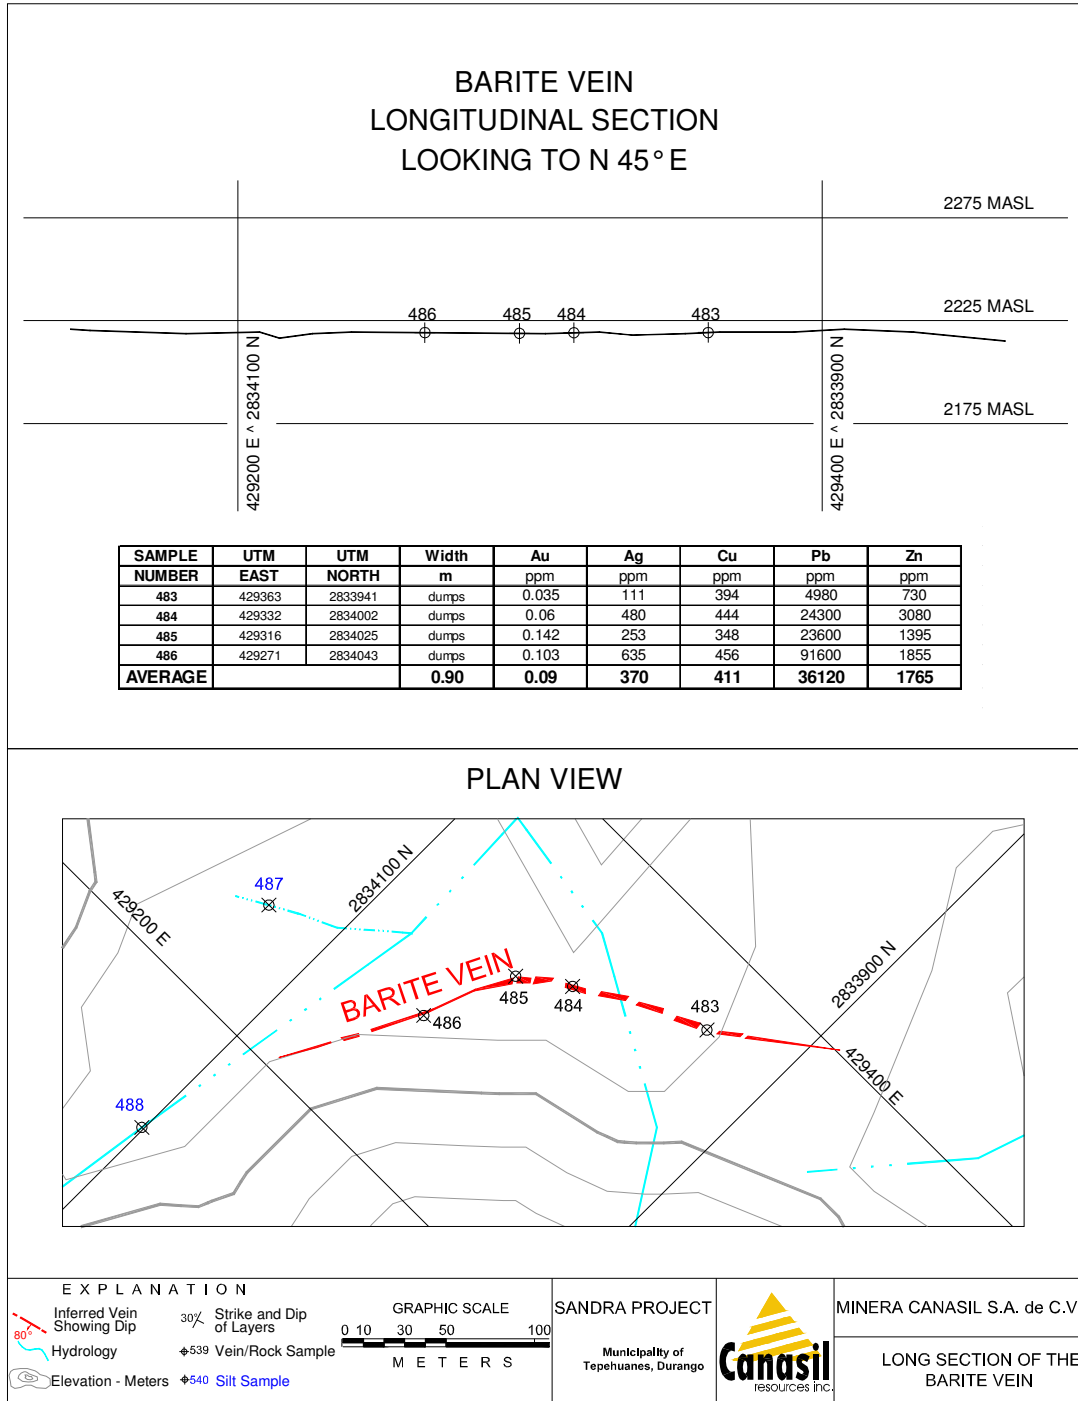 BARITE VEIN
LONGITUDINAL SECTION
LOOKING TO N 45° E
2275 MASL
2225 MASL
486
485
484
483
2175 MASL
429200 E ^ 2834100 N
429400 E ^ 2833900 N
SAMPLE UTM UTM Width Au Ag Cu Pb Zn
NUMBER EAST NORTH m ppm ppm ppm ppm ppm
483 429363 2833941 dumps 0.035 111 394 4980 730
484 429332 2834002 dumps 0.06 480 444 24300 3080
485 429316 2834025 dumps 0.142 253 348 23600 1395
486 429271 2834043 dumps 0.103 635 456 91600 1855
AVERAGE 0.90 0.09 370 411 36120 1765
PLAN VIEW
487
429200 E
2834100 N
BARITE VEIN
485
484
486
483
2833900 N
429400 E
488
EXPLANATION
Inferred Vein
Showing Dip
80°
Hydrology
Elevation - Meters
30 Strike and Dip
of Layers
539 Vein/Rock Sample
540 Silt Sample
GRAPHIC SCALE
0 10 30 50 100
METERS
SANDRA PROJECT
Municipality of
Tepehuanes, Durango
Canasil
resources inc.
MINERA CANASIL S.A. de C.V
LONG SECTION OF THE
BARITE VEIN